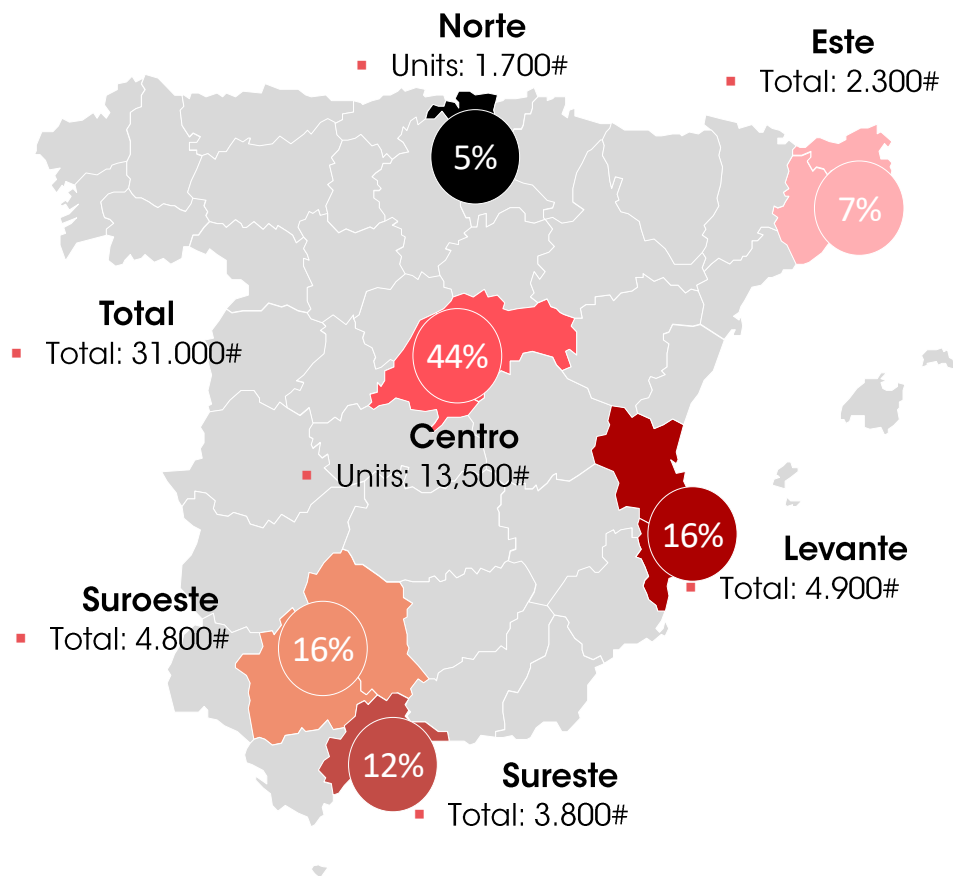 Norte
Units: 1.700#
5%
Este
Total: 2.300#
7%
Total
Total: 31.000#
44%
Centro
Units: 13,500#
16%
Levante
Total: 4.900#
Suroeste
Total: 4.800#
16%
12%
Sureste
Total: 3.800#